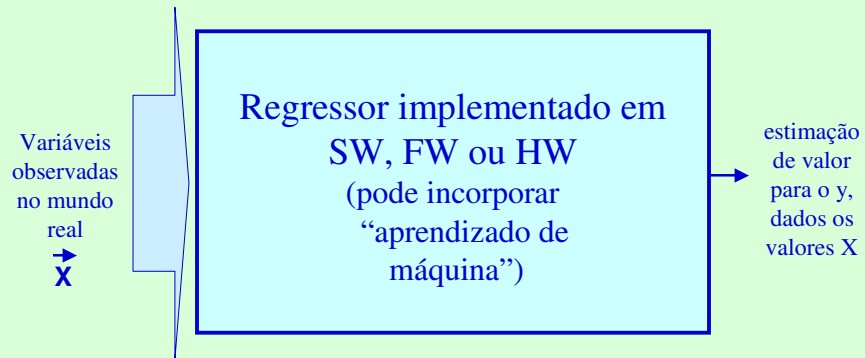 Variáveis
observadas
no mundo
real
X
Regressor implementado em
SW, FW ou HW
(pode incorporar
“aprendizado de
máquina”)
estimação
de valor
para o y,
dados os
valores X